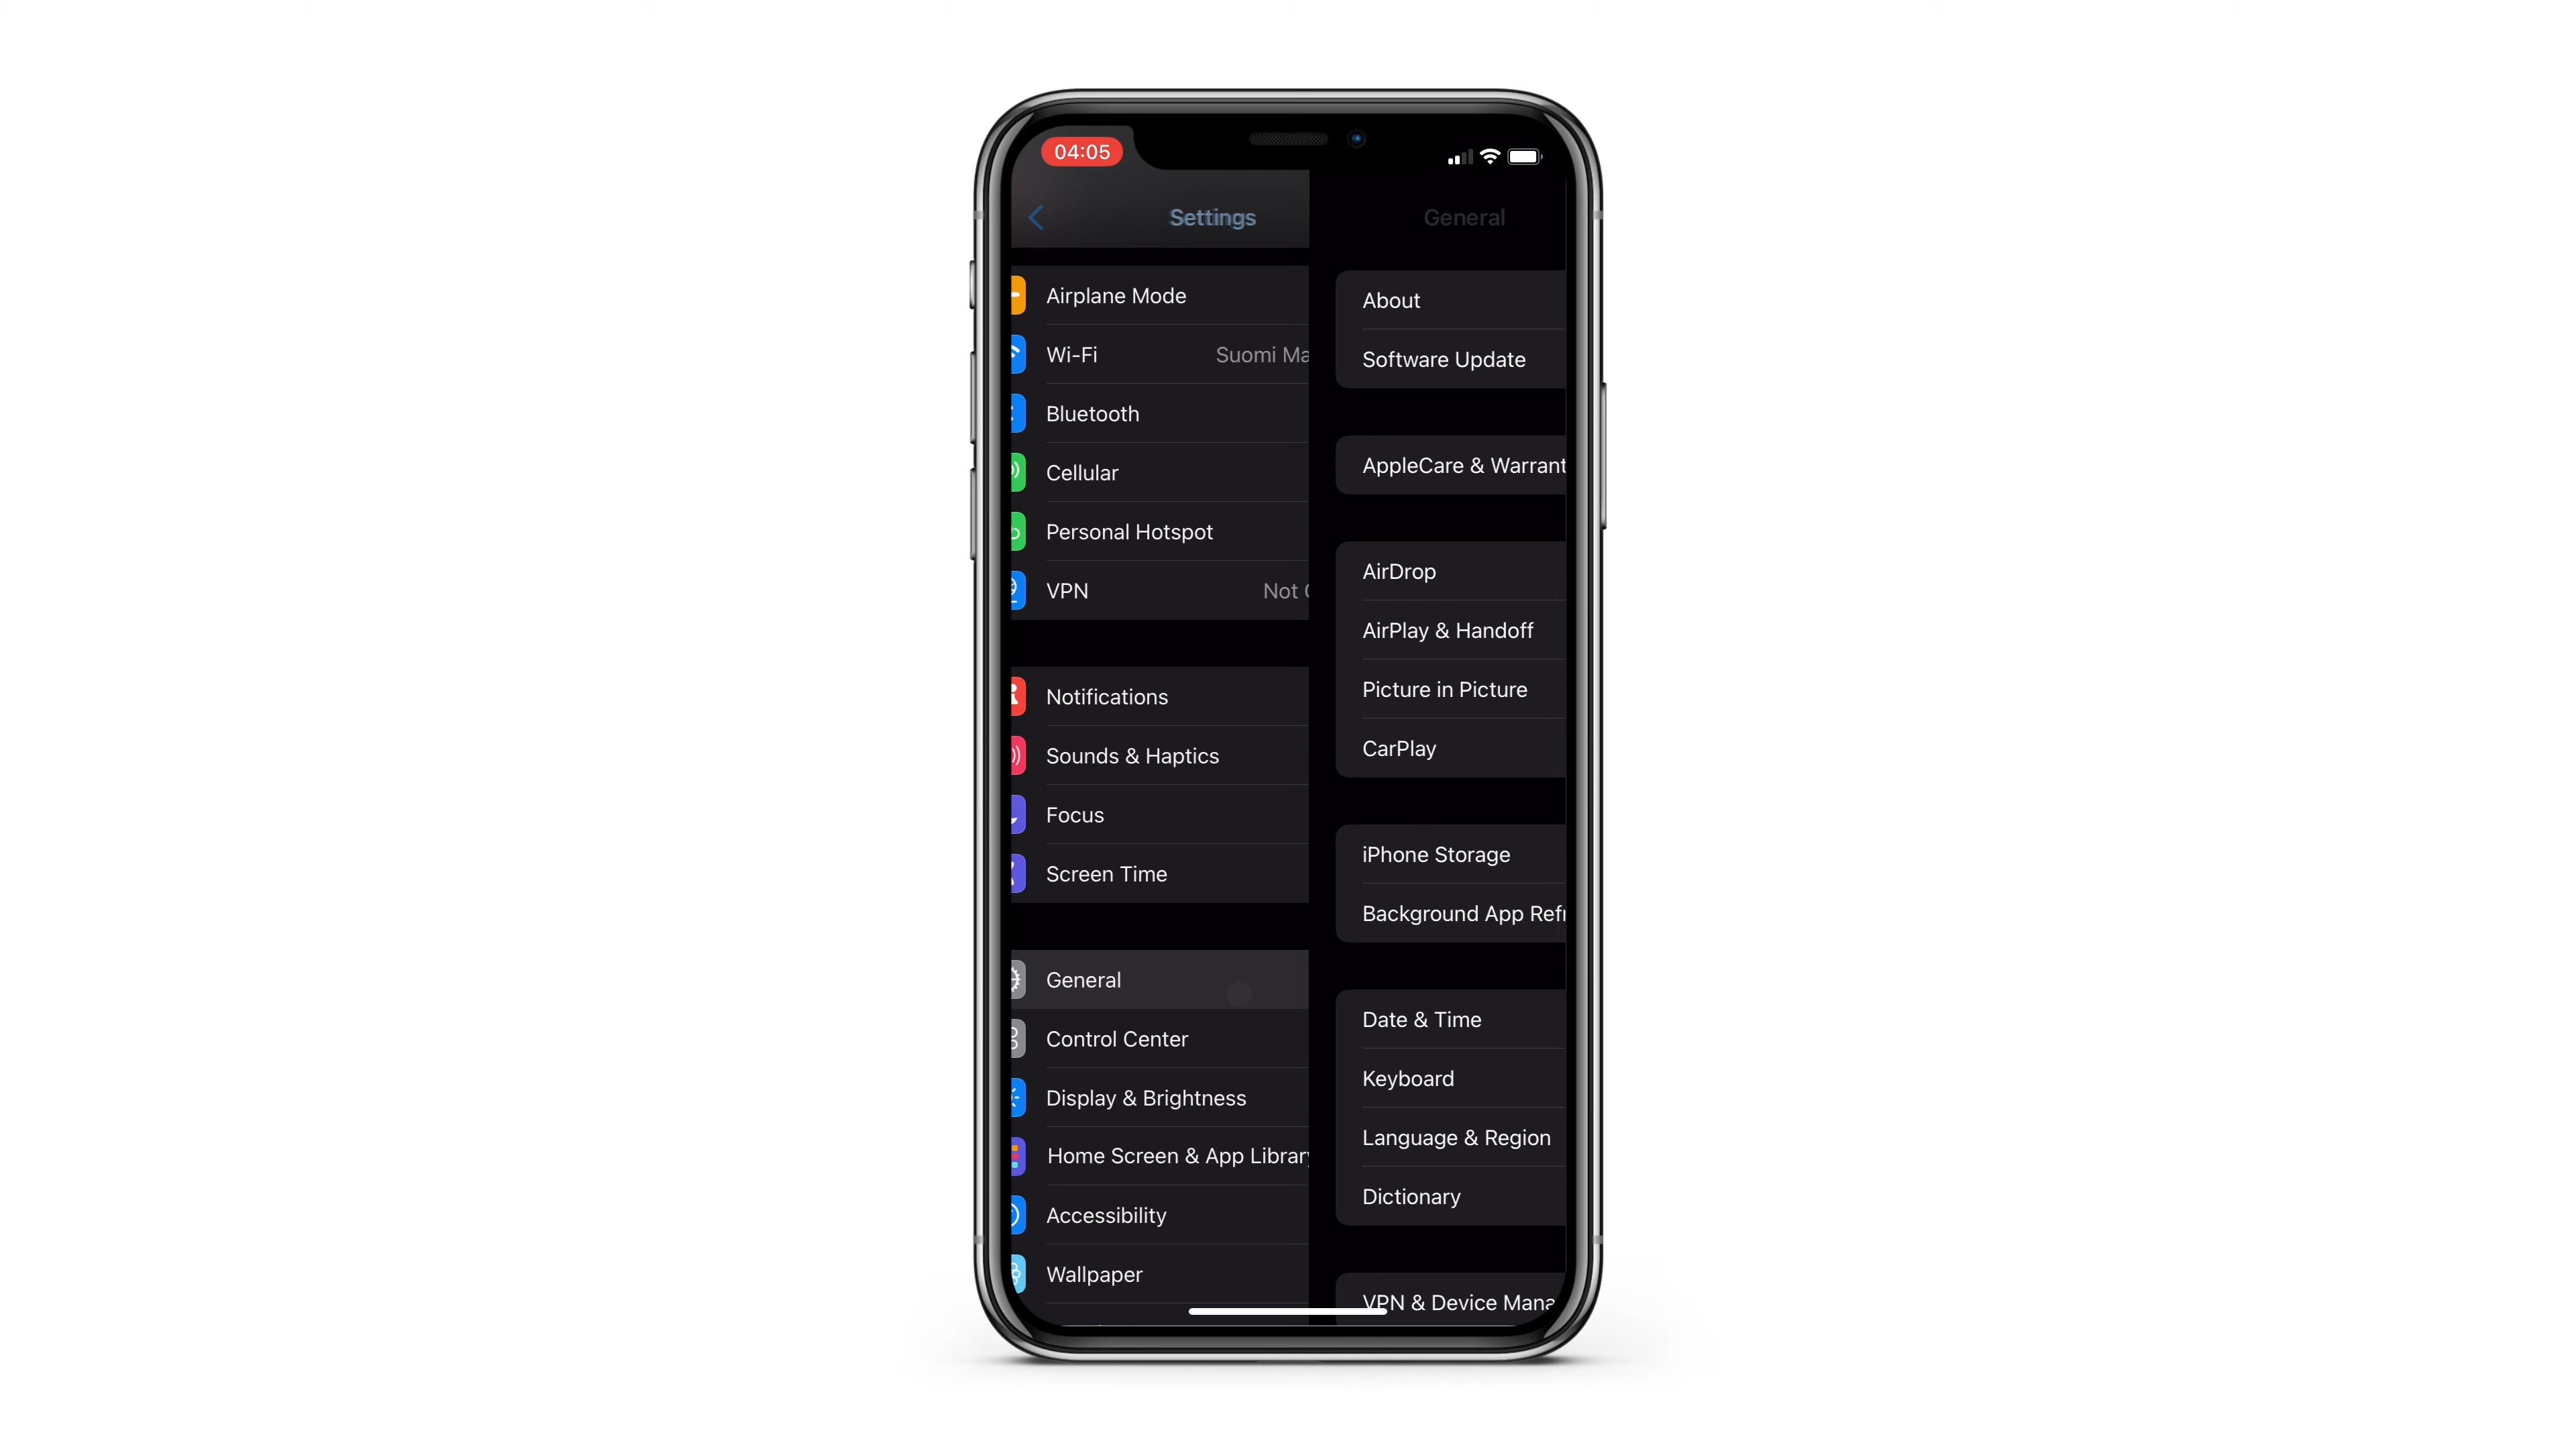 04:05
Settings
Airplane Mode
Wi-Fi Suomi Ma
Bluetooth
Cellular
Personal Hotspot
VPN Not
Notifications
Sounds & Haptics
Focus
Screen Time
General
Control Center
Display & Brightness
Home Screen & App Library
Accessibility
Wallpaper
General
About
Software Update
AppleCare & Warrant
AirDrop
AirPlay & Handoff
Picture in Picture
CarPlay
iPhone Storage
Background App Refr
Date & Time
Keyboard
Language & Region
Dictionary
VPN & Device Mana